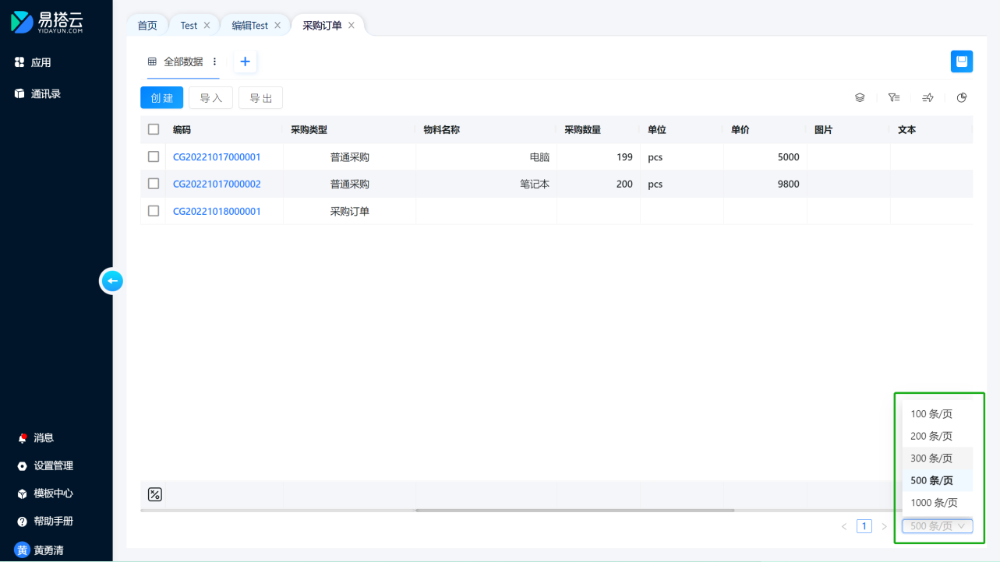 易搭云
YIDAYUN.COM
应用
通讯录
消息
设置管理
模板中心
帮助手册
黄 黄勇清
首页 Test 编辑Test 采购订单
全部数据
创建 导入 导出
编码 采购类型 物料名称 采购数量 单位 单价 图片 文本
CG20221017000001 普通采购 电脑 199 pcs 5000
CG20221017000002 普通采购 笔记本 200 pcs 9800
CG20221018000001 采购订单
100 条/页
200 条/页
300 条/页
500 条/页
1000 条/页
< 1 > 500 条/页